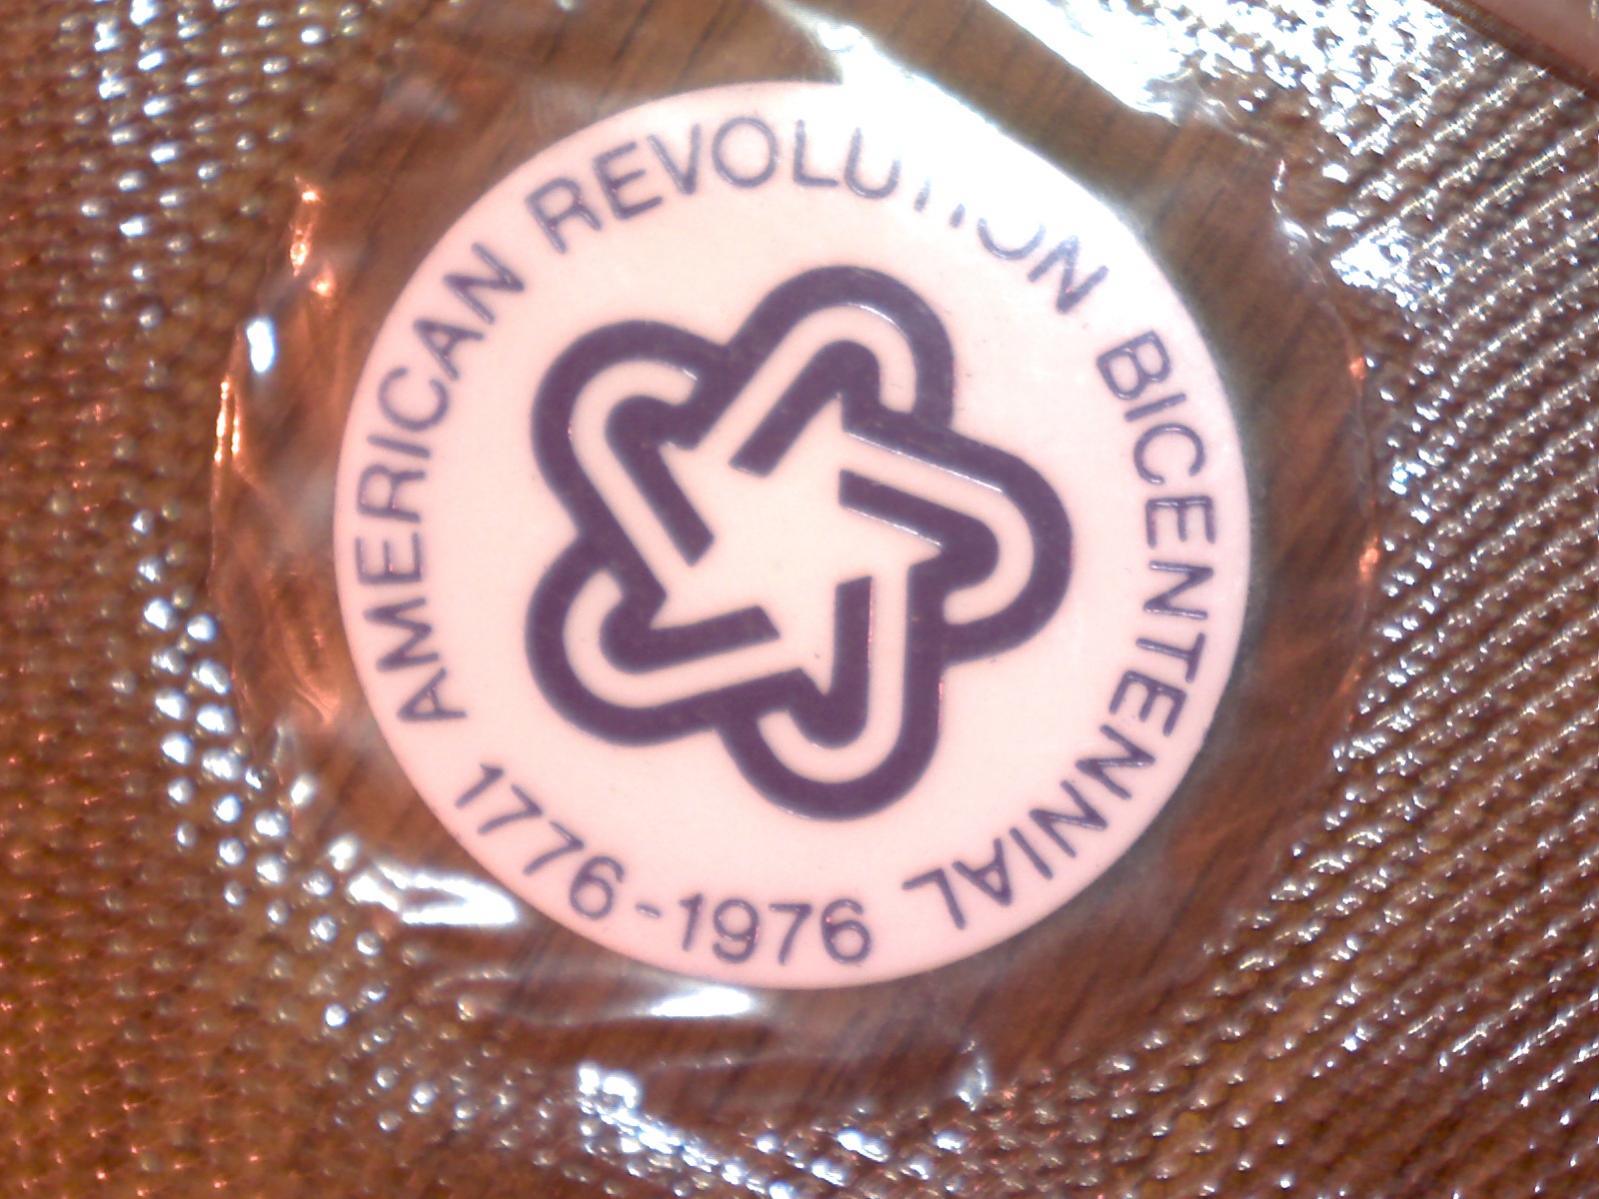 AMERICAN REVOLUTION BICENTENNIAL
1776-1976